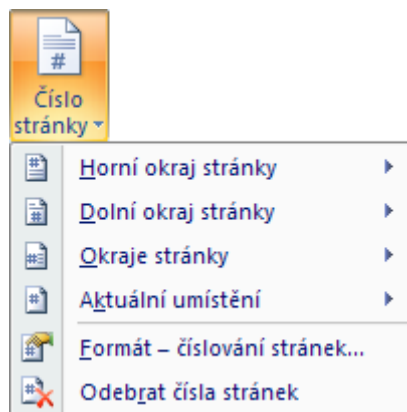 Číslo
stránky
Horní okraj stránky
Dolní okraj stránky
Okraje stránky
Aktuální umístění
Formát – číslování stránek...
Odebrat čísla stránek